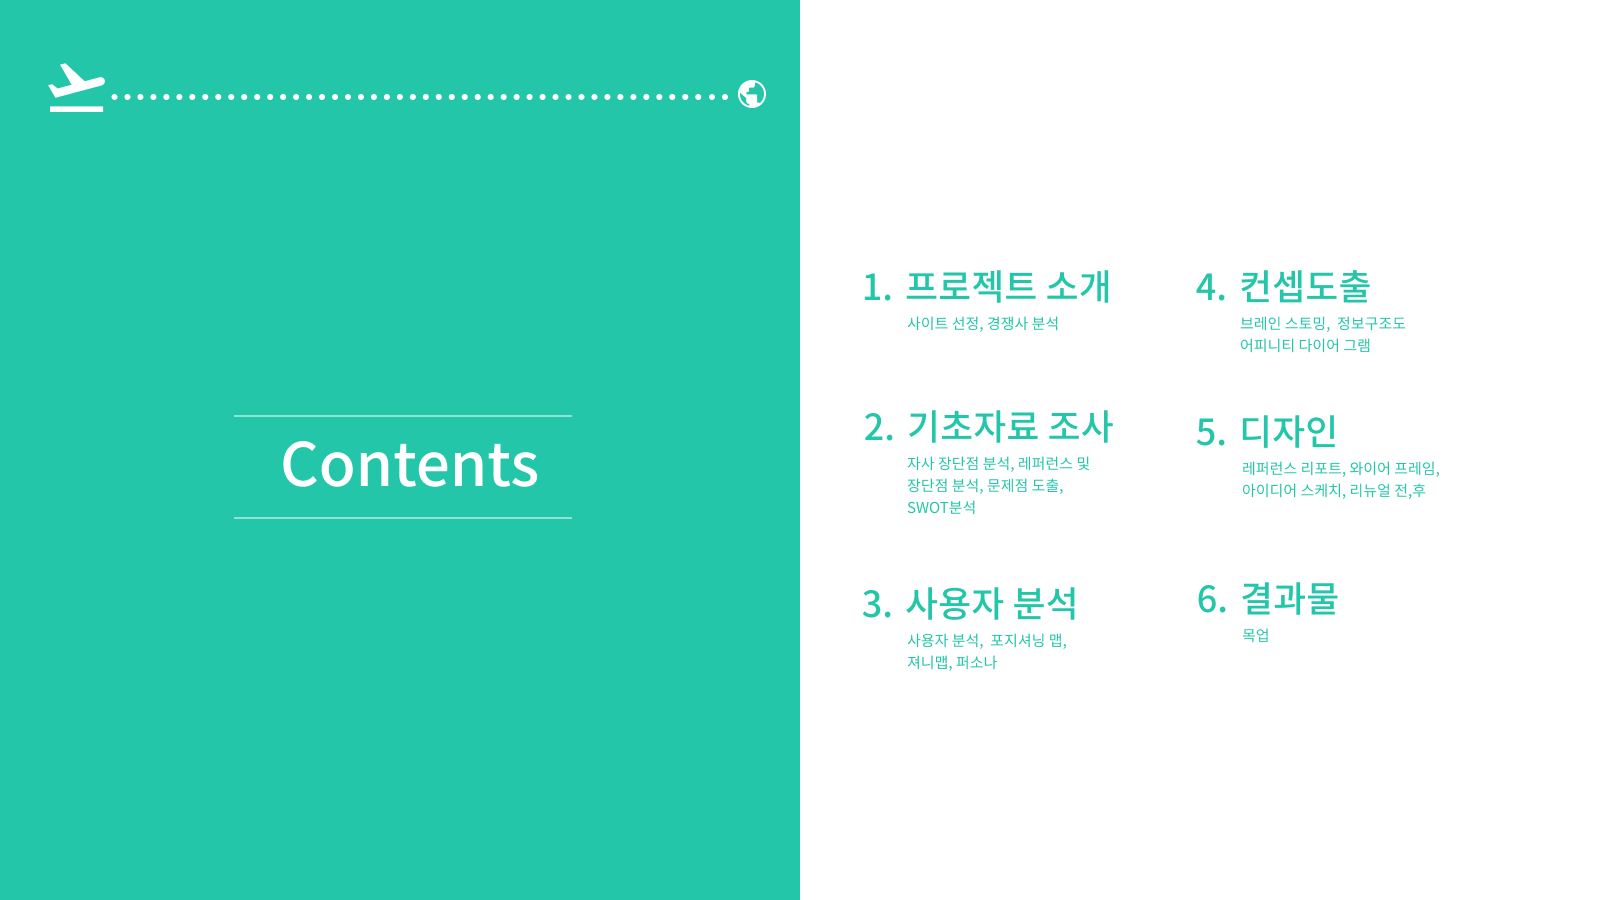 Contents
1. 프로젝트 소개
사이트 선정, 경쟁사 분석
2. 기초자료 조사
자사 장단점 분석, 레퍼런스 및
장단점 분석, 문제점 도출,
SWOT분석
3. 사용자 분석
사용자 분석, 포지셔닝 맵,
져니맵, 퍼소나
4. 컨셉도출
브레인 스토밍, 정보구조도
어피니티 다이어 그램
5. 디자인
레퍼런스 리포트, 와이어 프레임,
아이디어 스케치, 리뉴얼 전,후
6. 결과물
목업